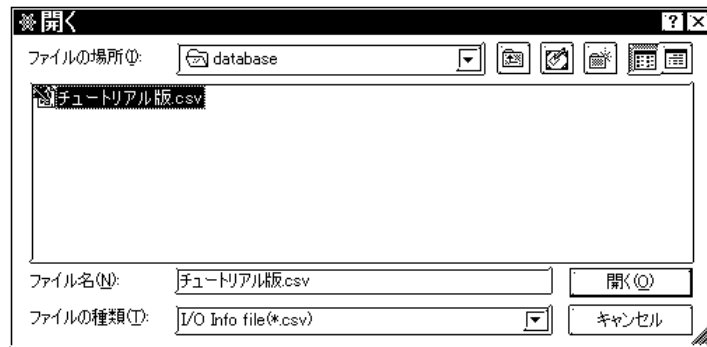 開く
ファイルの場所(I): database
チュートリアル版.csv
ファイル名(N): チュートリアル版.csv 開く(O)
ファイルの種類(T): I/O Info file(*.csv) キャンセル